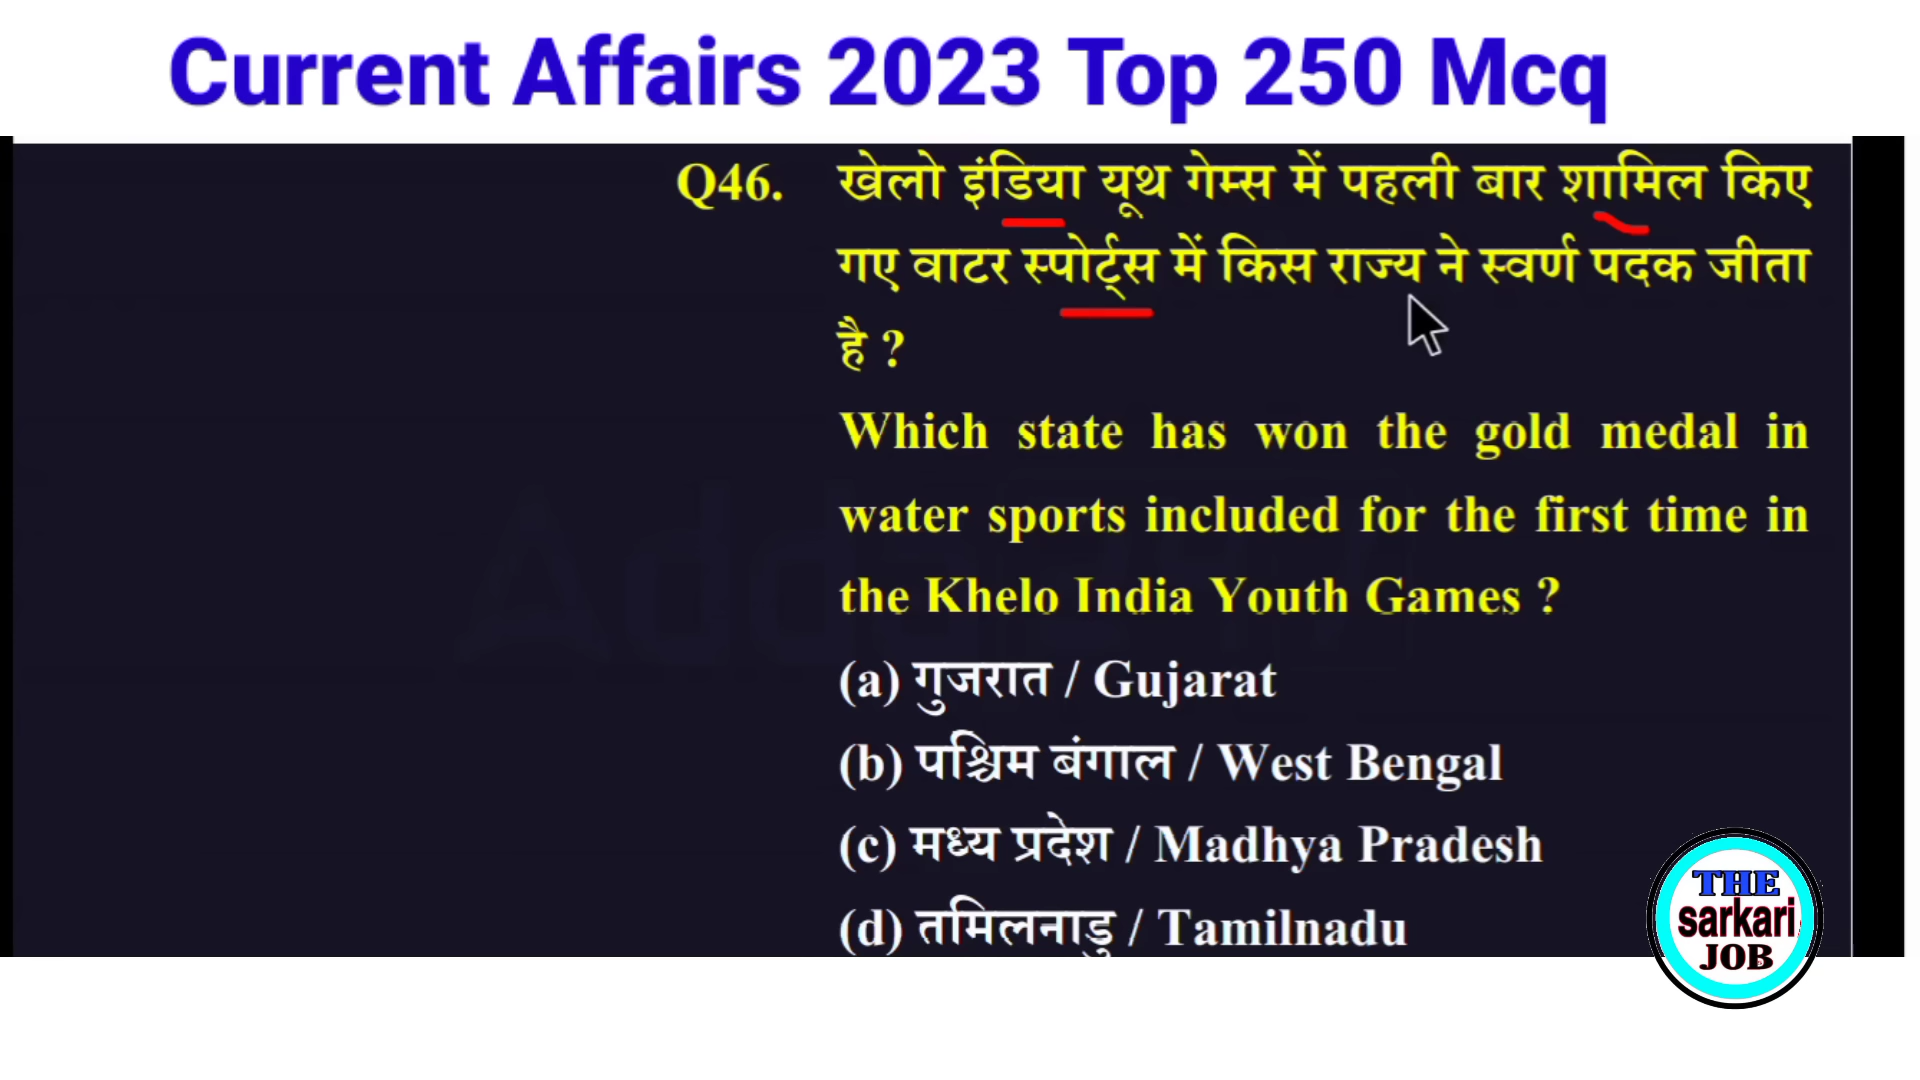 Current Affairs 2023 Top 250 Mcq
Q46. खेलो इंडिया यूथ गेम्स में पहली बार शामिल किए
गए वाटर स्पोर्ट्स में किस राज्य ने स्वर्ण पदक जीता
है ?
Which state has won the gold medal in
water sports included for the first time in
the Khelo India Youth Games ?
(a) गुजरात / Gujarat
(b) पश्चिम बंगाल / West Bengal
(c) मध्य प्रदेश / Madhya Pradesh
(d) तमिलनाडु / Tamilnadu
THE
sarkari
JOB